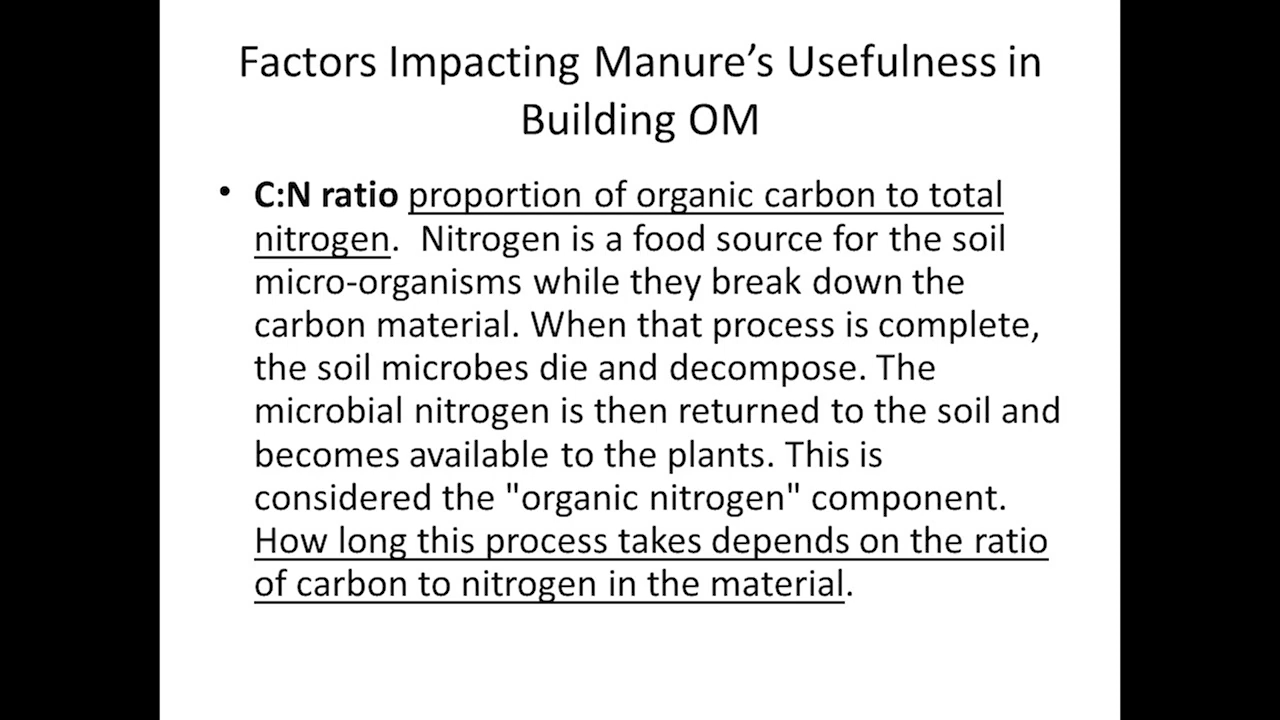 Factors Impacting Manure’s Usefulness in
Building OM
• C:N ratio proportion of organic carbon to total
nitrogen.  Nitrogen is a food source for the soil
micro-organisms while they break down the
carbon material. When that process is complete,
the soil microbes die and decompose. The
microbial nitrogen is then returned to the soil and
becomes available to the plants. This is
considered the "organic nitrogen" component.
How long this process takes depends on the ratio
of carbon to nitrogen in the material.